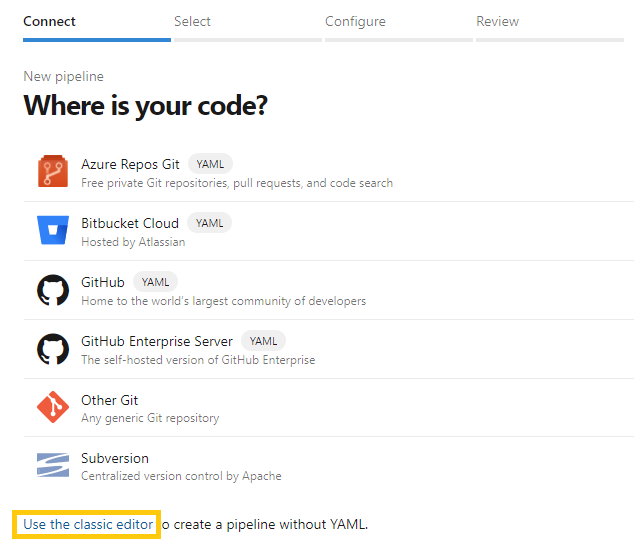 Connect Select Configure Review
New pipeline
Where is your code?
Azure Repos Git YAML
Free private Git repositories, pull requests, and code search
Bitbucket Cloud YAML
Hosted by Atlassian
GitHub YAML
Home to the world's largest community of developers
GitHub Enterprise Server YAML
The self-hosted version of GitHub Enterprise
Other Git
Any generic Git repository
Subversion
Centralized version control by Apache
Use the classic editor to create a pipeline without YAML.